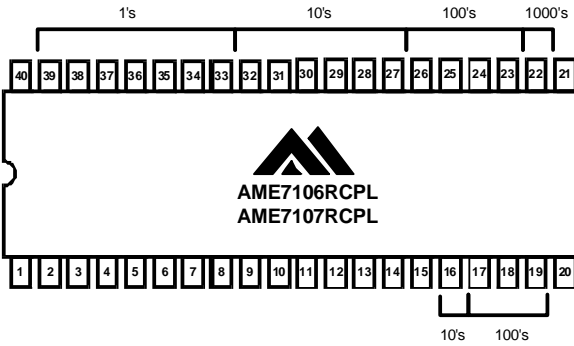 1's 10's 100's 1000's
40 39 38 37 36 35 34 33 32 31 30 29 28 27 26 25 24 23 22 21
AME7106RCPL
AME7107RCPL
1 2 3 4 5 6 7 8 9 10 11 12 13 14 15 16 17 18 19 20
10's 100's